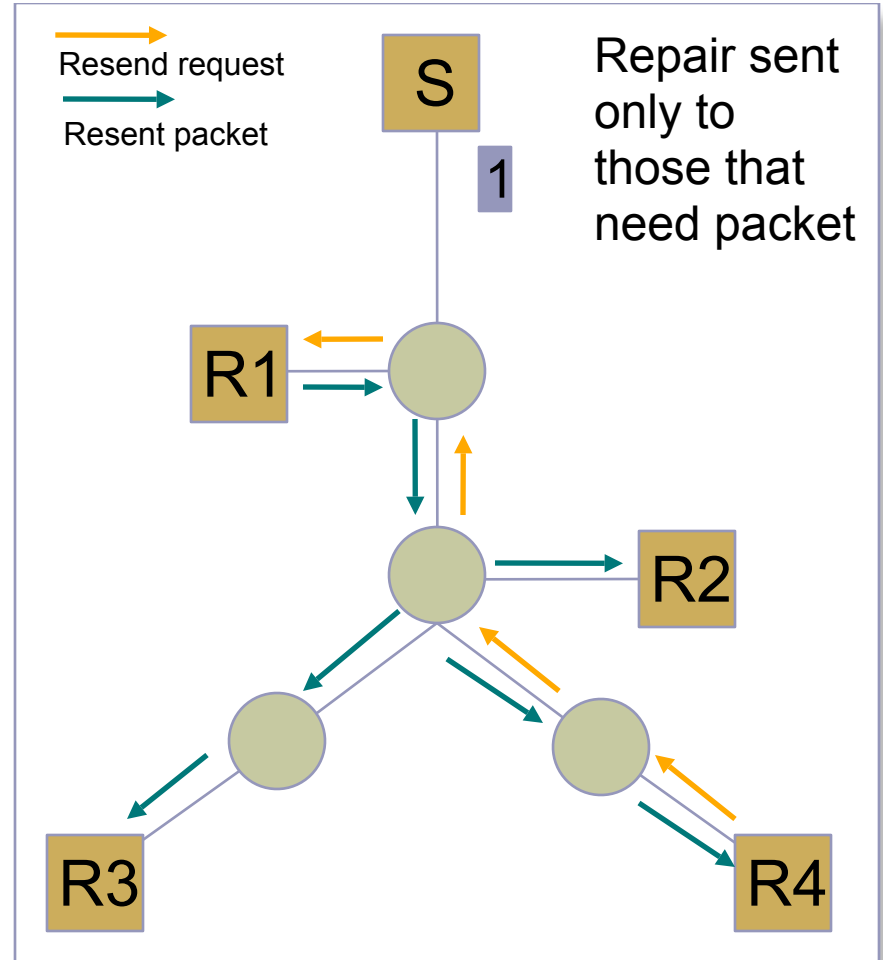 Resend request
Resent packet
S
Repair sent
only to
those that
need packet
1
R1
R2
R3
R4